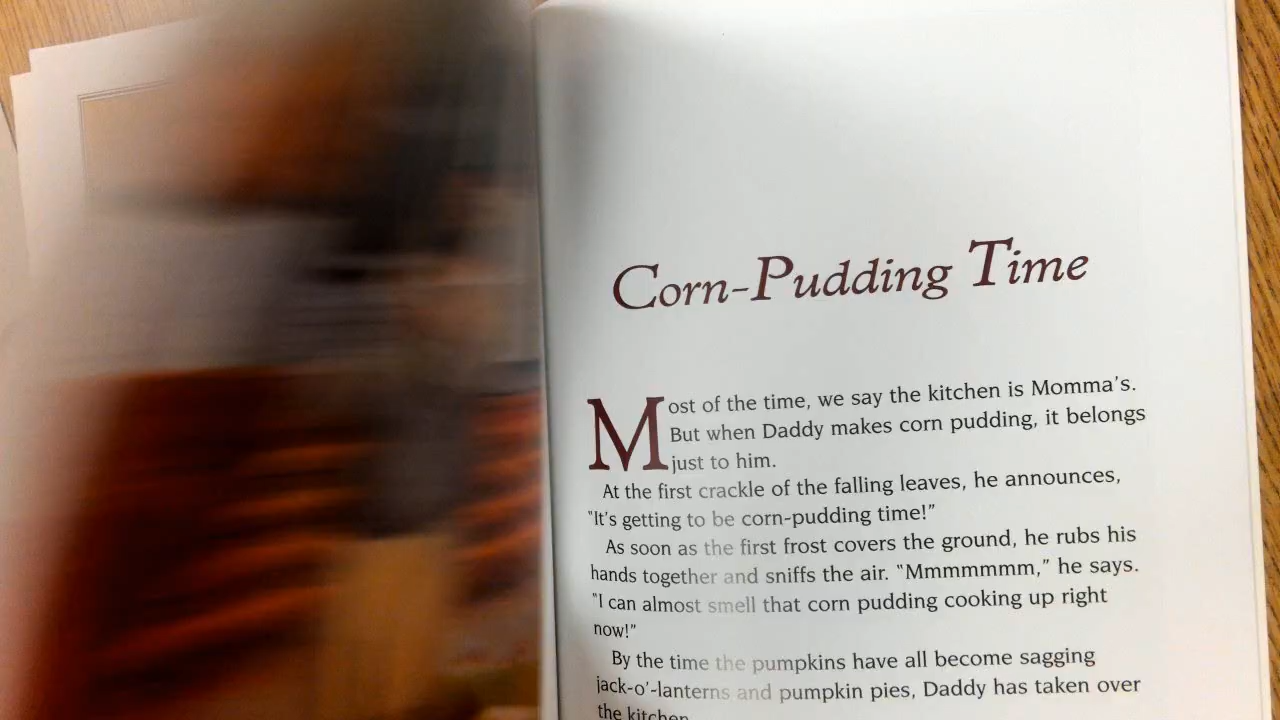 Corn-Pudding Time
Most of the time, we say the kitchen is Momma's.
But when Daddy makes corn pudding, it belongs
just to him.
At the first crackle of the falling leaves, he announces,
"It's getting to be corn-pudding time!"
As soon as the first frost covers the ground, he rubs his
hands together and sniffs the air. "Mmmmmmm," he says.
"I can almost smell that corn pudding cooking up right
now!"
By the time the pumpkins have all become sagging
jack-o'-lanterns and pumpkin pies, Daddy has taken over
the kitchen